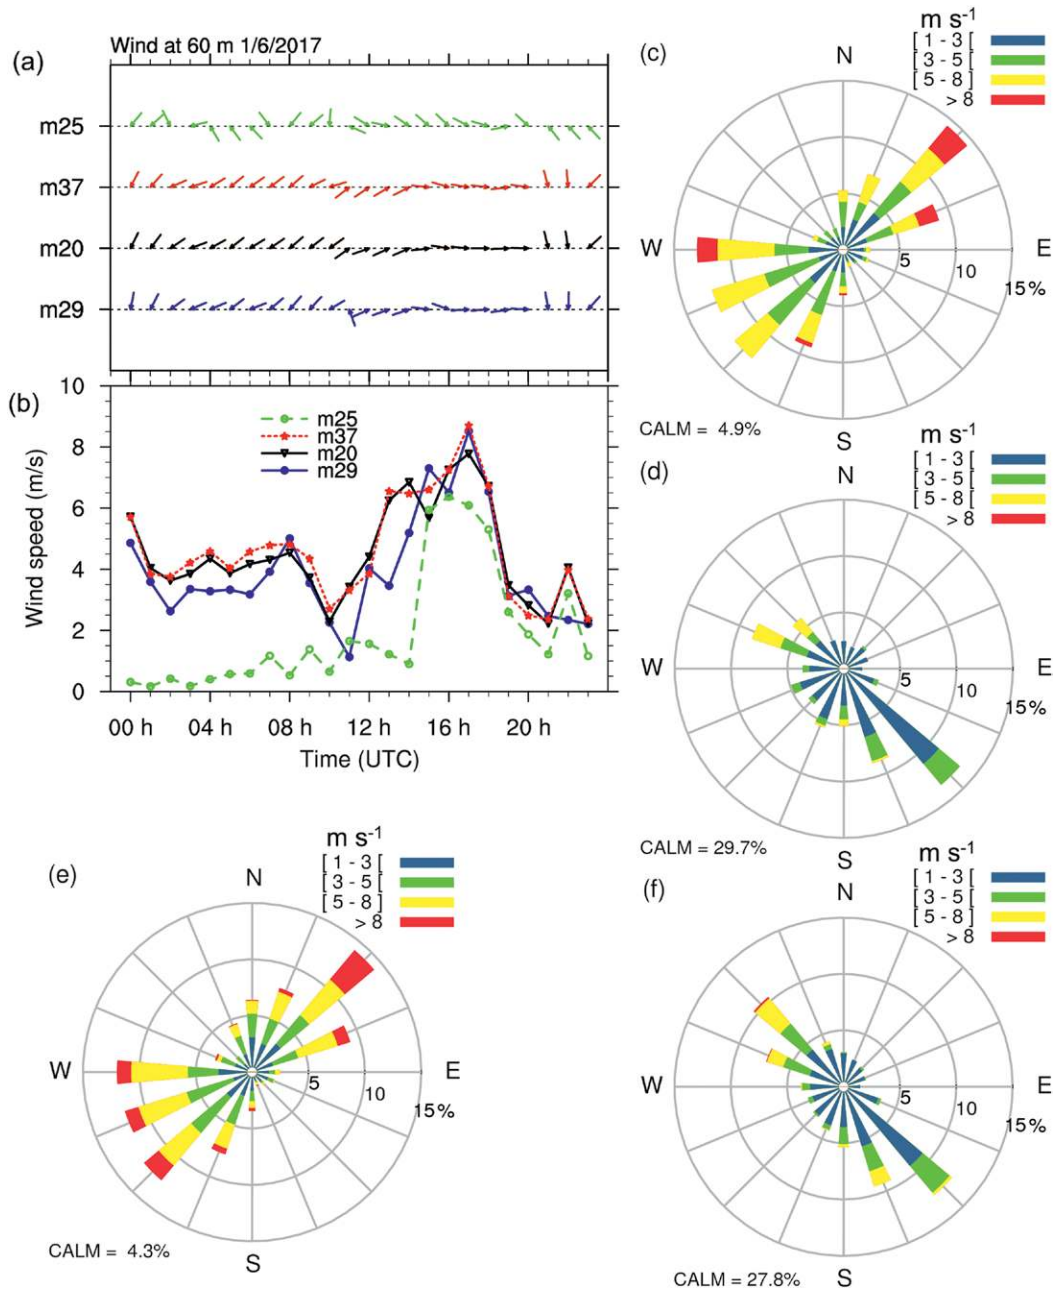 (a)
Wind at 60 m 1/6/2017
m25
m37
m20
m29
(b)
10
8
6
4
2
0
Wind speed (m/s)
m25
m37
m20
m29
00 h 04 h 08 h 12 h 16 h 20 h
Time (UTC)
(c)
m s-1
[ 1 - 3 [
[ 3 - 5 [
[ 5 - 8 ]
> 8
N
W
E
5
10
15%
CALM = 4.9%
S
(d)
m s-1
[ 1 - 3 [
[ 3 - 5 [
[ 5 - 8 [
> 8
N
W
E
5
10
15%
CALM = 29.7%
S
(e)
m s-1
[ 1 - 3 [
[ 3 - 5 [
[ 5 - 8 ]
> 8
N
W
E
5
10
15%
CALM = 4.3%
S
(f)
m s-1
[ 1 - 3 [
[ 3 - 5 [
[ 5 - 8 ]
> 8
N
W
E
5
10
15%
CALM = 27.8%
S